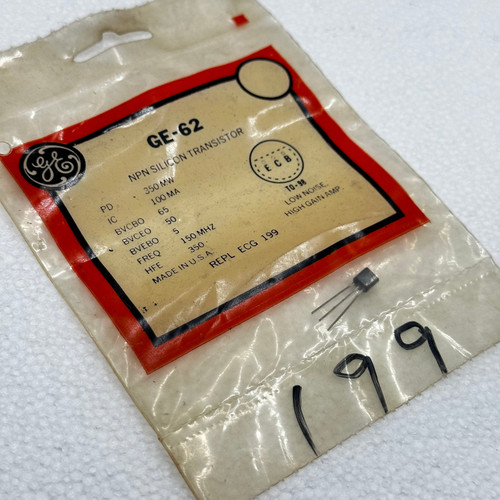 GE-62
NPN SILICON TRANSISTOR
PD 350 MW
IC 100 MA
BVCBO 65
BVCEO 50
BVEBO 5
FREQ 150 MHZ
HFE 350
MADE IN U.S.A.
REPL ECG 199
E C B
TO-98
LOW NOISE
HIGH GAIN AMP
GE
199